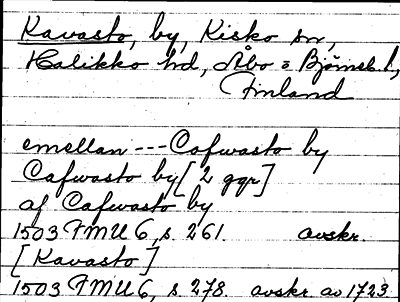 Kavasto, by, Kisko sn,
Halikko hd, Åbo o Björneb. l,
Finland
emellan --- Cafwasto by
Cafwasto by [2 ggr]
af Cafwasto by
1503 FMU 6, s. 261. avskr.
[Kavasto]
1503 FMU 6, s. 278. avskr av 1723